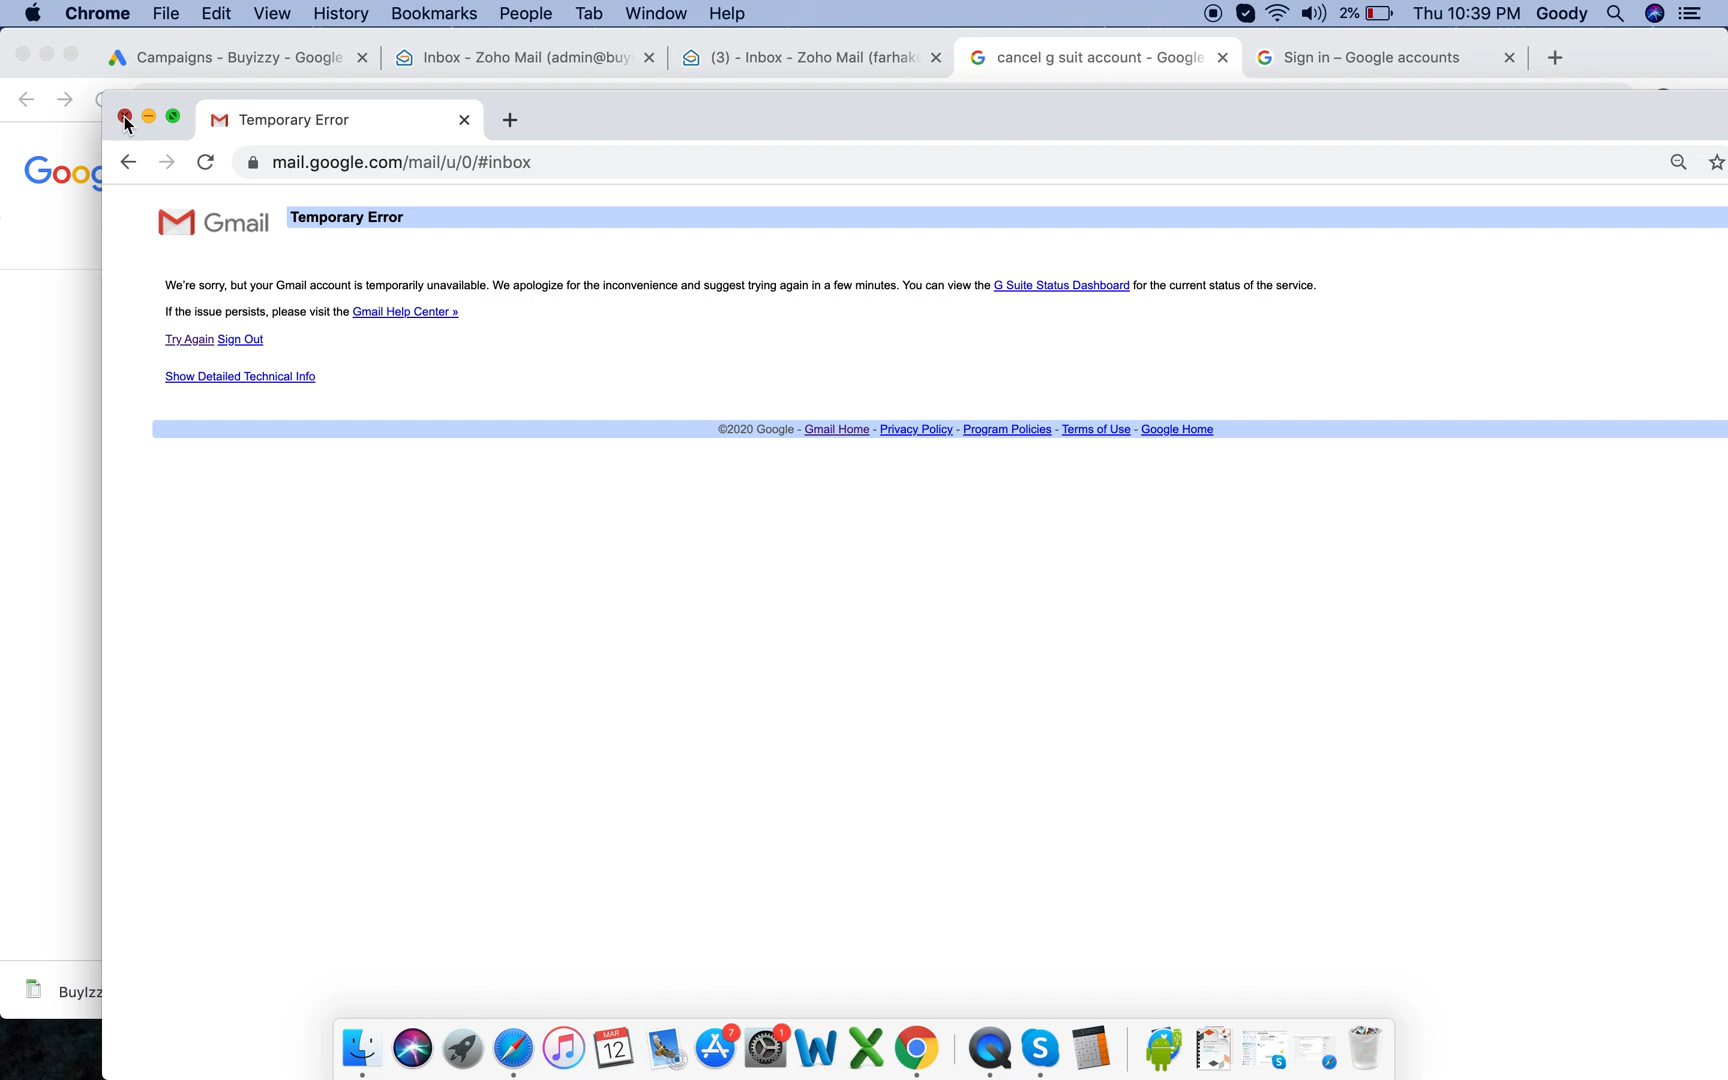 Chrome File Edit View History Bookmarks People Tab Window Help 2% Thu 10:39 PM Goody
Campaigns - Buyizzy - Google Inbox - Zoho Mail (admin@buy (3) - Inbox - Zoho Mail (farhak cancel g suit account - Google Sign in – Google accounts
Temporary Error
mail.google.com/mail/u/0/#inbox
Goog
Gmail Temporary Error
We're sorry, but your Gmail account is temporarily unavailable. We apologize for the inconvenience and suggest trying again in a few minutes. You can view the G Suite Status Dashboard for the current status of the service.
If the issue persists, please visit the Gmail Help Center »
Try Again Sign Out
Show Detailed Technical Info
©2020 Google - Gmail Home - Privacy Policy - Program Policies - Terms of Use - Google Home
BuyIzz
MAR
12
7
1